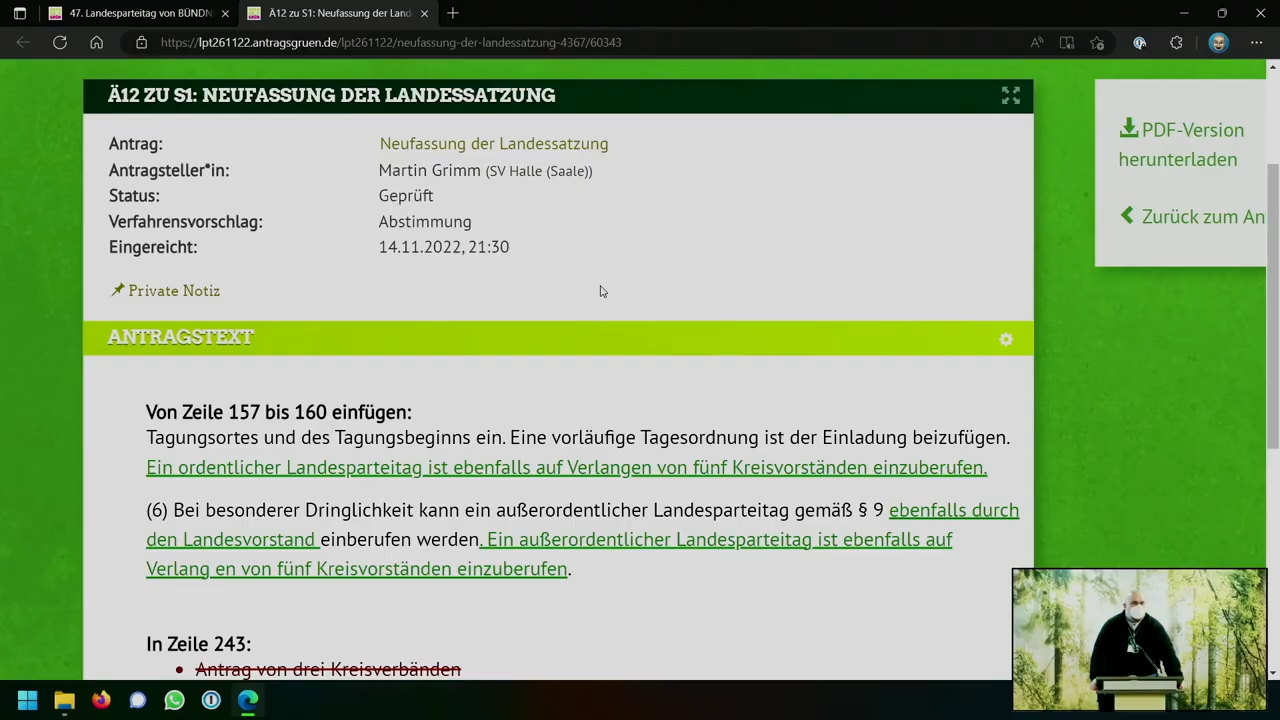 47. Landesparteitag von BÜNDN
Ä12 zu S1: Neufassung der Land
https://lpt261122.antragsgruen.de/lpt261122/neufassung-der-landessatzung-4367/60343
Ä12 ZU S1: NEUFASSUNG DER LANDESSATZUNG
Antrag: Neufassung der Landessatzung
Antragsteller*in: Martin Grimm (SV Halle (Saale))
Status: Geprüft
Verfahrensvorschlag: Abstimmung
Eingereicht: 14.11.2022, 21:30
Private Notiz
PDF-Version
herunterladen
Zurück zum An
ANTRAGSTEXT
Von Zeile 157 bis 160 einfügen:
Tagungsortes und des Tagungsbeginns ein. Eine vorläufige Tagesordnung ist der Einladung beizufügen.
Ein ordentlicher Landesparteitag ist ebenfalls auf Verlangen von fünf Kreisvorständen einzuberufen.
(6) Bei besonderer Dringlichkeit kann ein außerordentlicher Landesparteitag gemäß § 9 ebenfalls durch
den Landesvorstand einberufen werden. Ein außerordentlicher Landesparteitag ist ebenfalls auf
Verlang en von fünf Kreisvorständen einzuberufen.
In Zeile 243:
• Antrag von drei Kreisverbänden